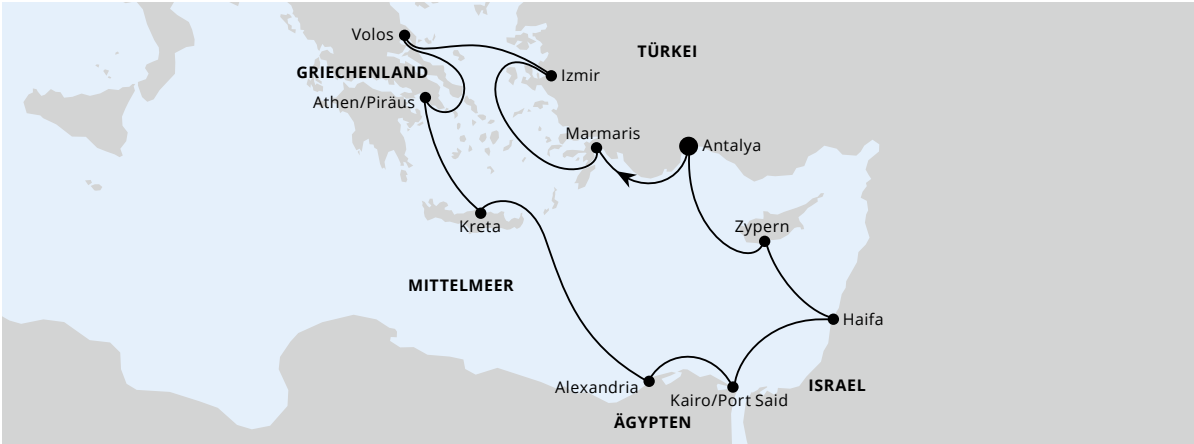 Volos
TÜRKEI
GRIECHENLAND
Izmir
Athen/Piräus
Marmaris
Antalya
Kreta
Zypern
MITTELMEER
Haifa
Alexandria
ISRAEL
Kairo/Port Said
ÄGYPTEN